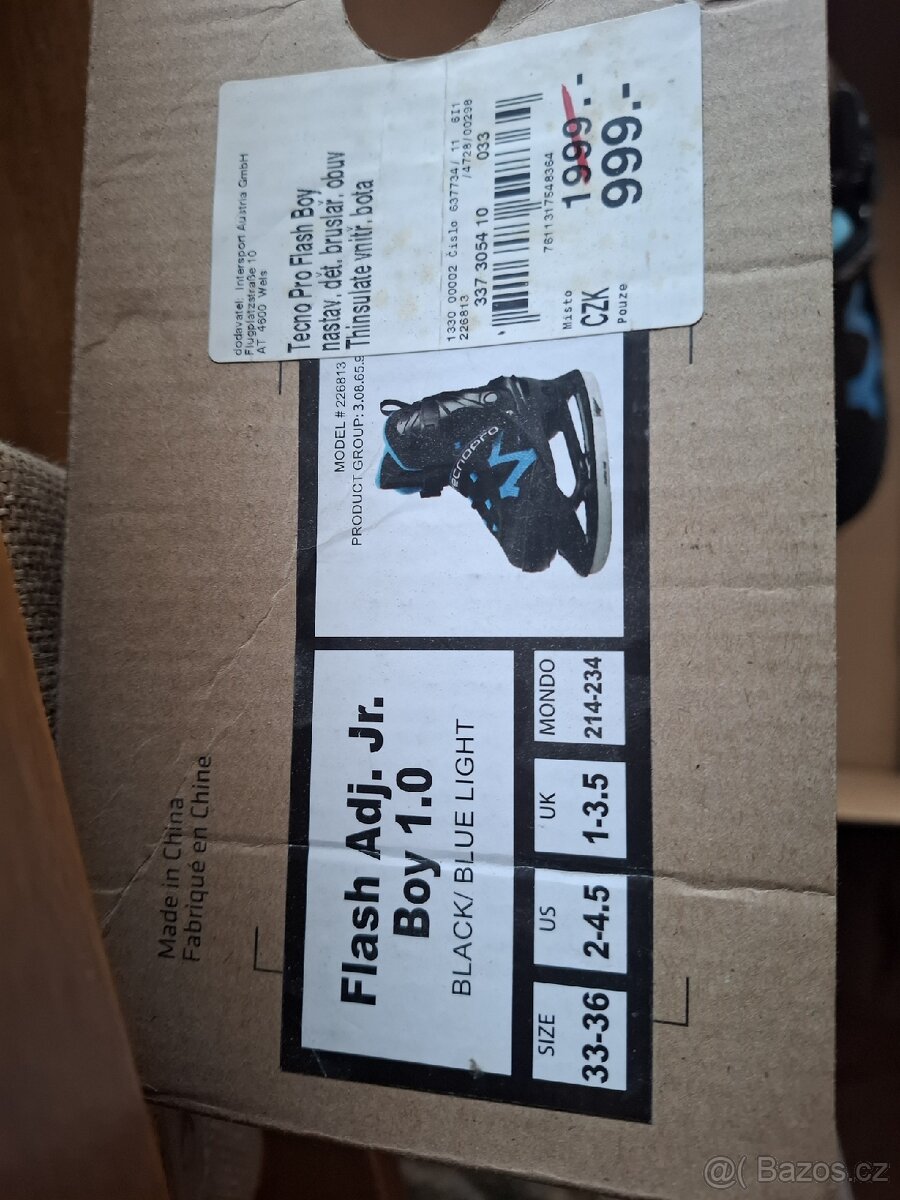 dodavatel: Intersport Austria GmbH
Flugplatzstraße 10
AT 4600 Wels
Tecno Pro Flash Boy
nastav. dět. bruslař. obuv
Thinsulate vnitř. bota
1330 00002 Číslo 637734/ 11 6I1
226813 /4728/00298
337 3054 10 033
7611317548364
Místo 1999.-
CZK 999.-
Pouze
MODEL # 226813
PRODUCT GROUP: 3.08.65.9
TECNOPRO
Flash Adj. Jr.
Boy 1.0
BLACK/ BLUE LIGHT
SIZE US UK MONDO
33-36 2-4.5 1-3.5 214-234
Made in China
Fabriqué en Chine
@( Bazos.cz